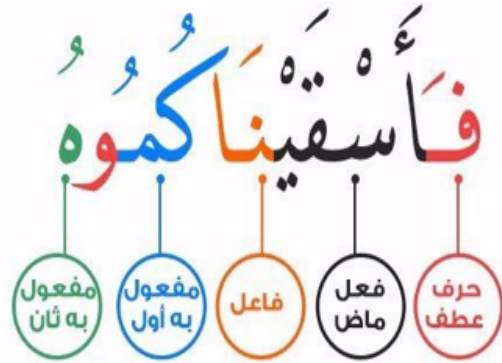 فَأَسْقَيْنَاكُمُوهُ
حرف عطف
فعل ماض
فاعل
مفعول به أول
مفعول به ثان